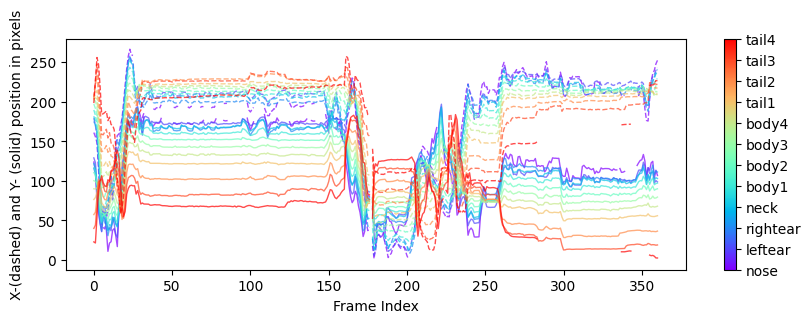 X-(dashed) and Y- (solid) position in pixels
250
200
150
100
50
0
0 50 100 150 200 250 300 350
Frame Index
tail4
tail3
tail2
tail1
body4
body3
body2
body1
neck
rightear
leftear
nose